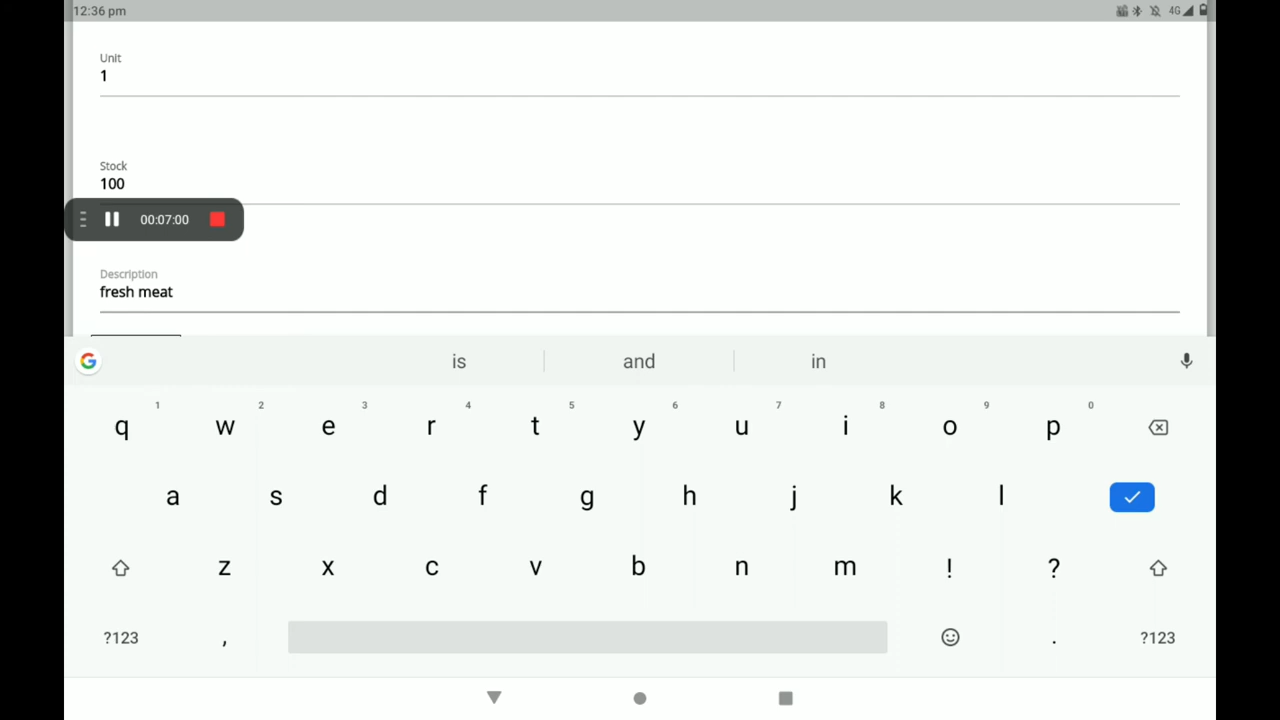 12:36 pm 4G
Unit
1
Stock
100
00:07:00
Description
fresh meat
is and in
1 2 3 4 5 6 7 8 9 0
q w e r t y u i o p
a s d f g h j k l
z x c v b n m ! ?
?123 , . ?123